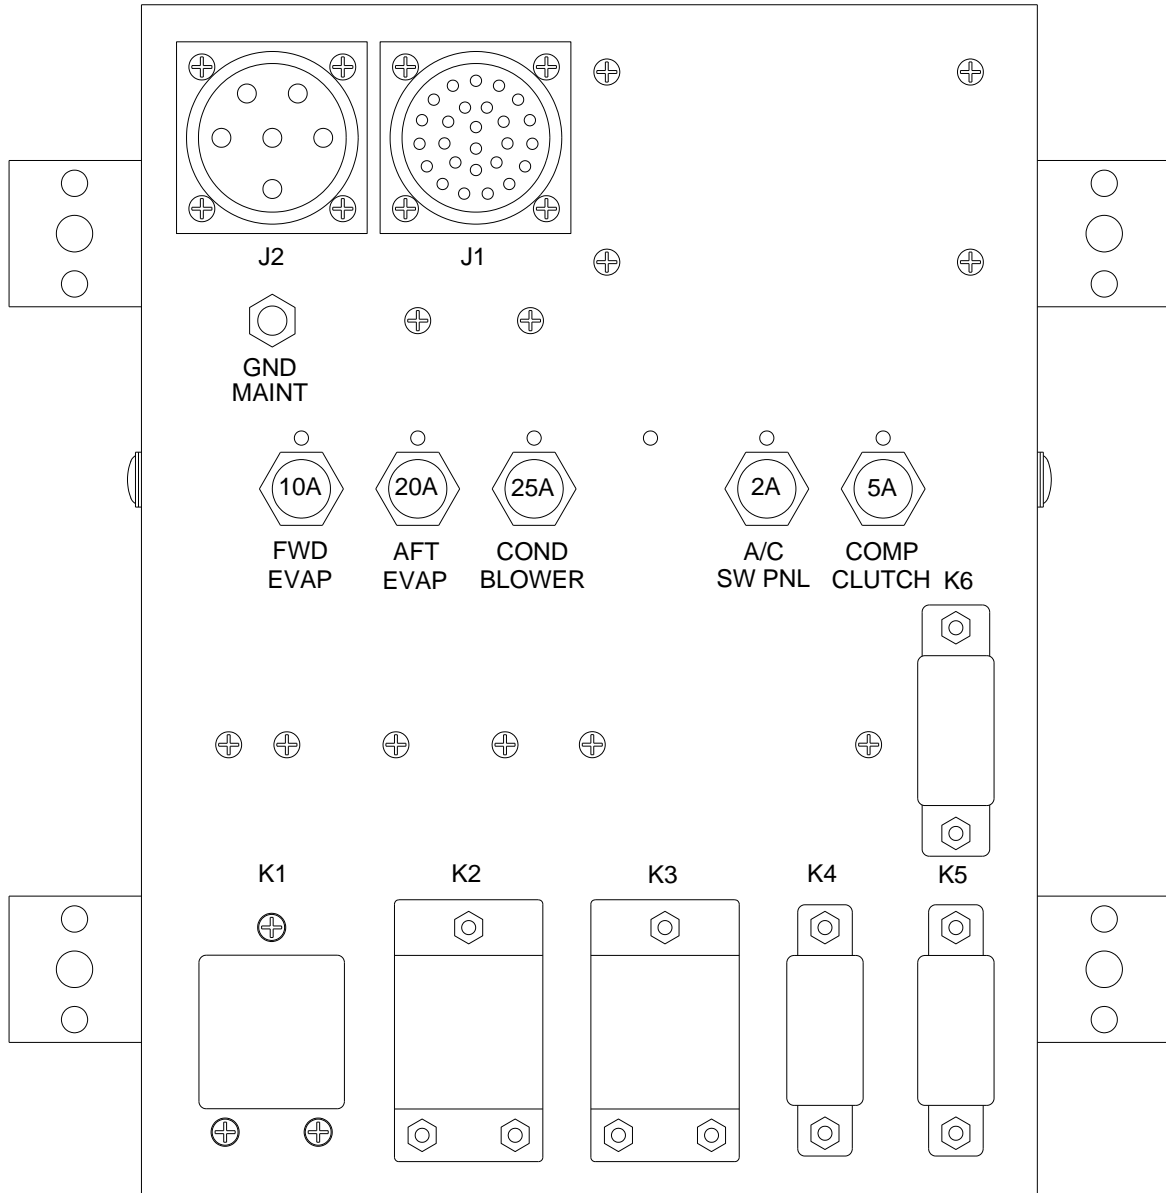 J2
J1
GND
MAINT
10A
20A
25A
2A
5A
FWD
EVAP
AFT
EVAP
COND
BLOWER
A/C
SW PNL
COMP
CLUTCH
K6
K1
K2
K3
K4
K5